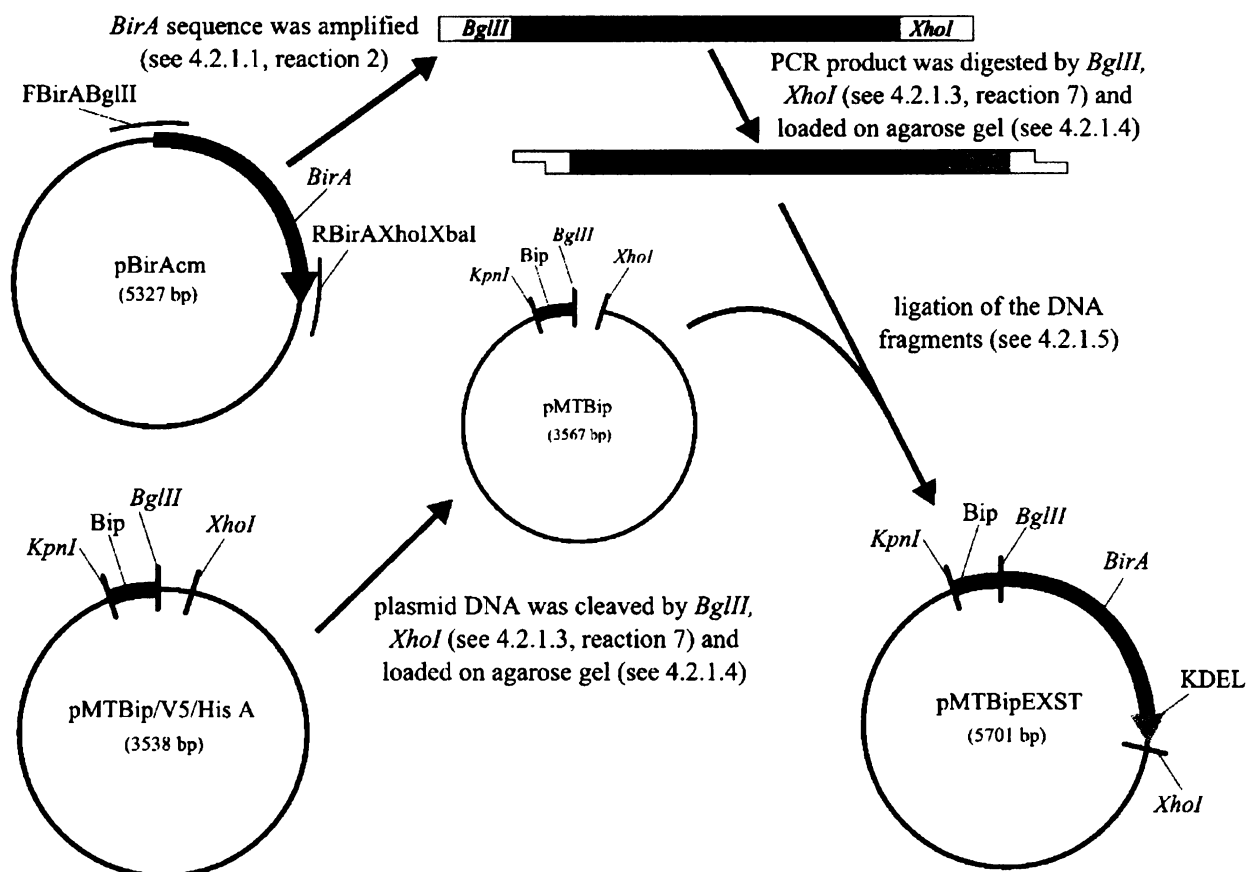 BirA sequence was amplified
(see 4.2.1.1, reaction 2)
BglII
XhoI
PCR product was digested by BglII,
XhoI (see 4.2.1.3, reaction 7) and
loaded on agarose gel (see 4.2.1.4)
FBirABglII
BirA
RBirAXhoIXbaI
pBirAcm
(5327 bp)
BglII
Bip
XhoI
KpnI
pMTBip
(3567 bp)
ligation of the DNA
fragments (see 4.2.1.5)
BglII
Bip
XhoI
KpnI
pMTBip/V5/His A
(3538 bp)
plasmid DNA was cleaved by BglII,
XhoI (see 4.2.1.3, reaction 7) and
loaded on agarose gel (see 4.2.1.4)
Bip
BglII
KpnI
BirA
KDEL
pMTBipEXST
(5701 bp)
XhoI